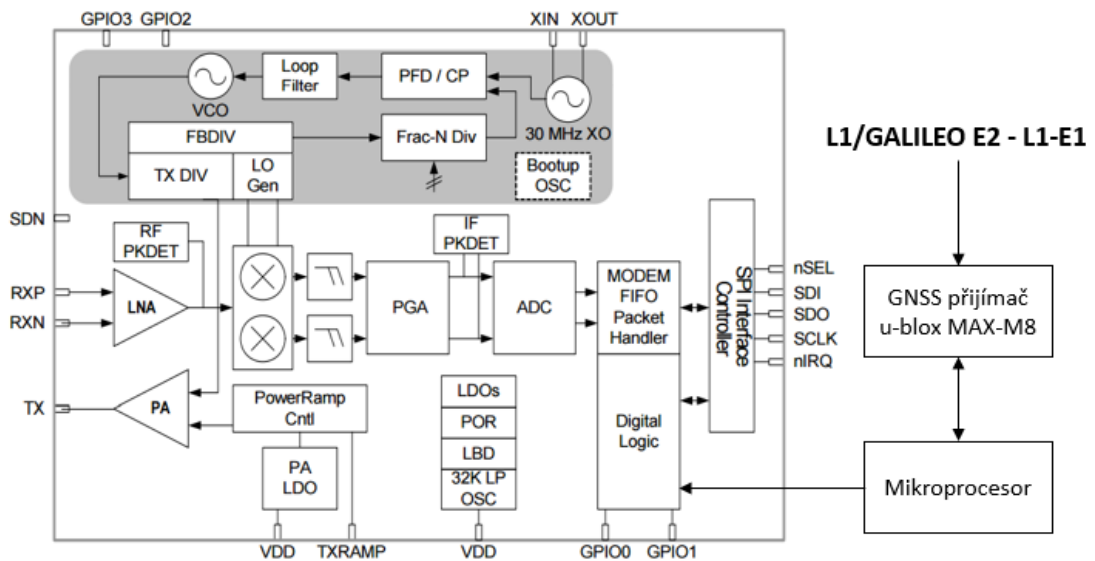 GPIO3 GPIO2
XIN XOUT
Loop
Filter
PFD / CP
VCO
30 MHz XO
FBDIV
Frac-N Div
TX DIV
LO
Gen
Bootup
OSC
L1/GALILEO E2 - L1-E1
SDN
RF
PKDET
IF
PKDET
RXP
RXN
LNA
PGA
ADC
MODEM
FIFO
Packet
Handler
SPI Interface
Controller
nSEL
SDI
SDO
SCLK
nIRQ
GNSS přijímač
u-blox MAX-M8
TX
PA
PowerRamp
Cntl
LDOs
POR
LBD
32K LP
OSC
Digital
Logic
PA
LDO
Mikroprocesor
VDD
TXRAMP
VDD
GPIO0
GPIO1